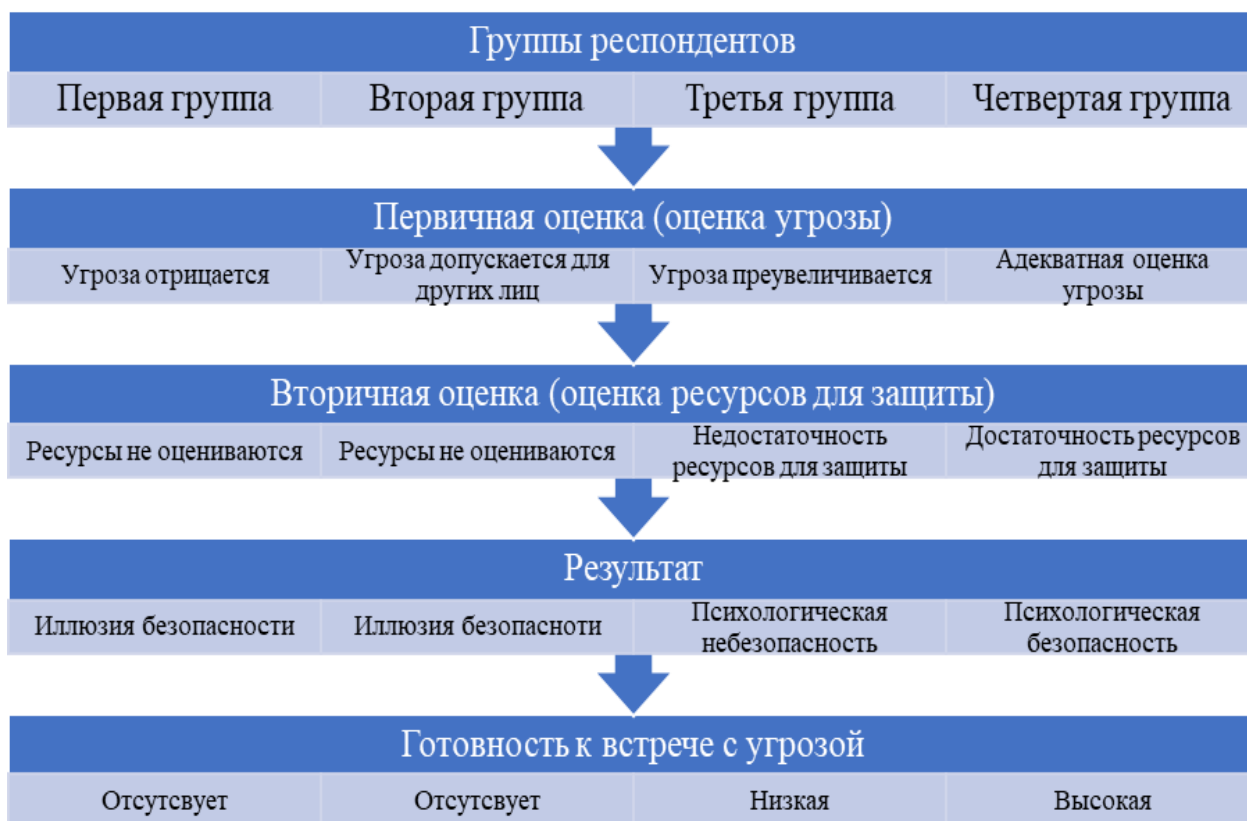 Группы респондентов
Первая группа
Вторая группа
Третья группа
Четвертая группа
Первичная оценка (оценка угрозы)
Угроза отрицается
Угроза допускается для
других лиц
Угроза преувеличивается
Адекватная оценка
угрозы
Вторичная оценка (оценка ресурсов для защиты)
Ресурсы не оцениваются
Ресурсы не оцениваются
Недостаточность
ресурсов для защиты
Достаточность ресурсов
для защиты
Результат
Иллюзия безопасности
Иллюзия безопасноти
Психологическая
небезопасность
Психологическая
безопасность
Готовность к встрече с угрозой
Отсутсвует
Отсутсвует
Низкая
Высокая